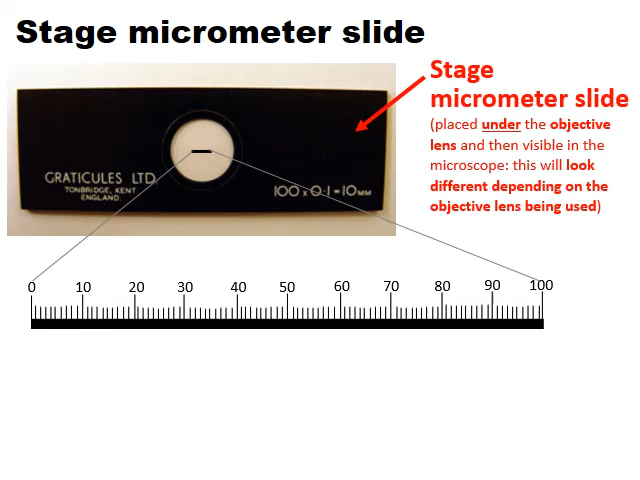 Stage micrometer slide
Stage
micrometer slide
(placed under the objective
lens and then visible in the
microscope: this will look
different depending on the
objective lens being used)
GRATICULES LTD.
TONBRIDGE, KENT
ENGLAND.
100 x 0·1 = 10 MM
0 10 20 30 40 50 60 70 80 90 100